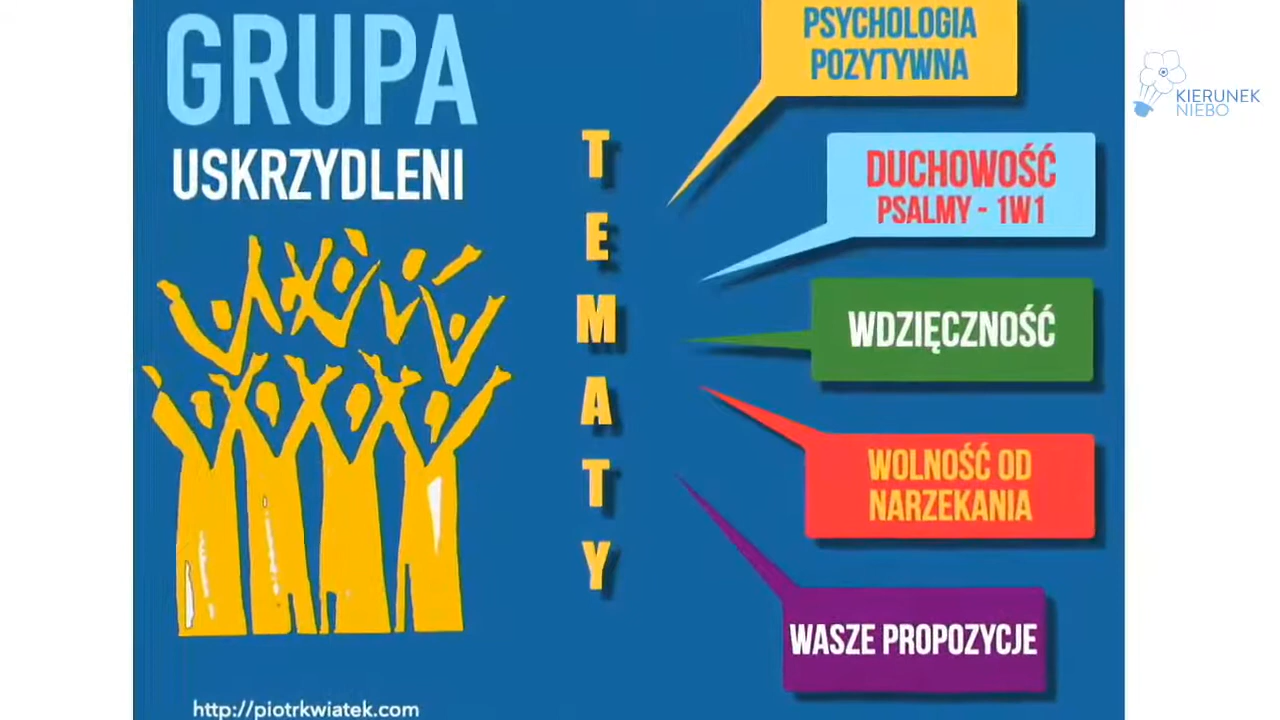 GRUPA
USKRZYDLENI
TEMATY
PSYCHOLOGIA
POZYTYWNA
DUCHOWOŚĆ
PSALMY - 1W1
WDZIĘCZNOŚĆ
WOLNOŚĆ OD
NARZEKANIA
WASZE PROPOZYCJE
http://piotrkwiatek.com
KIERUNEK
NIEBO